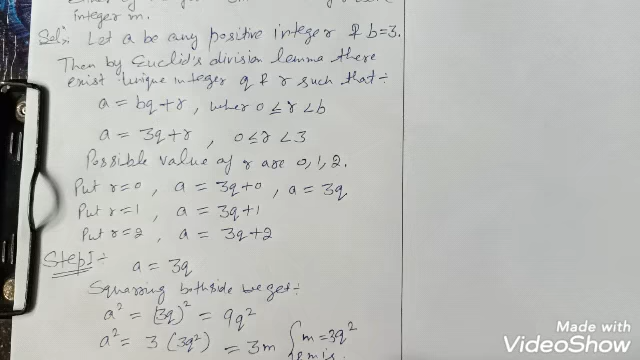 integer m.
Solⁿ:- Let a be any positive integer & b=3.
Then by Euclid's division lemma there
exist unique integer q & r such that ÷
a = bq+r, wher 0≤r<b
a = 3q+r, 0≤r<3
Possible value of r are 0,1,2.
Put r=0, a = 3q+0, a = 3q
Put r=1, a = 3q+1
Put r=2, a = 3q+2
Step I ÷
a = 3q
Squaring bothside we get ÷
a² = (3q)² = 9q²
a² = 3(3q²) = 3m { m=3q²
Made with
VideoShow